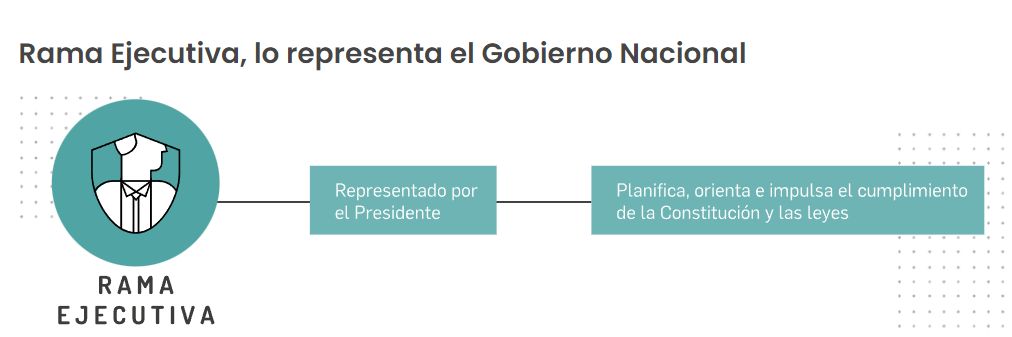 Rama Ejecutiva, lo representa el Gobierno Nacional
RAMA
EJECUTIVA
Representado por
el Presidente
Planifica, orienta e impulsa el cumplimiento
de la Constitución y las leyes